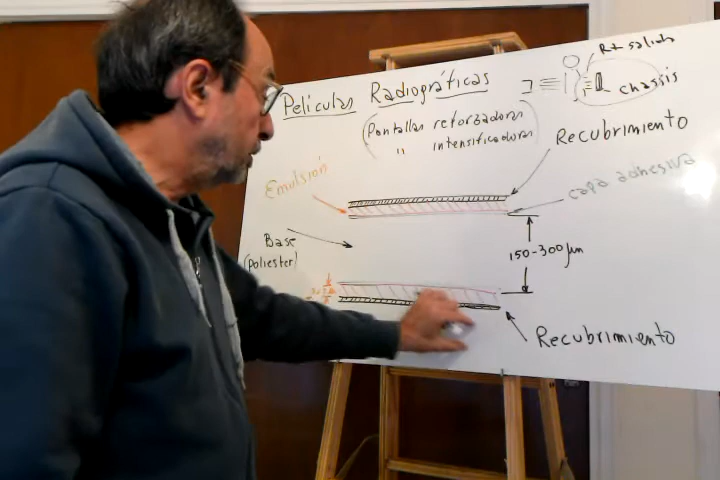 Películas Radiográficas
Rx salida
chassis
(Pantallas reforzadoras
" intensificadoras)
Recubrimiento
Emulsión
capa adhesiva
Base
(Poliester)
150-300 μm
Recubrimiento